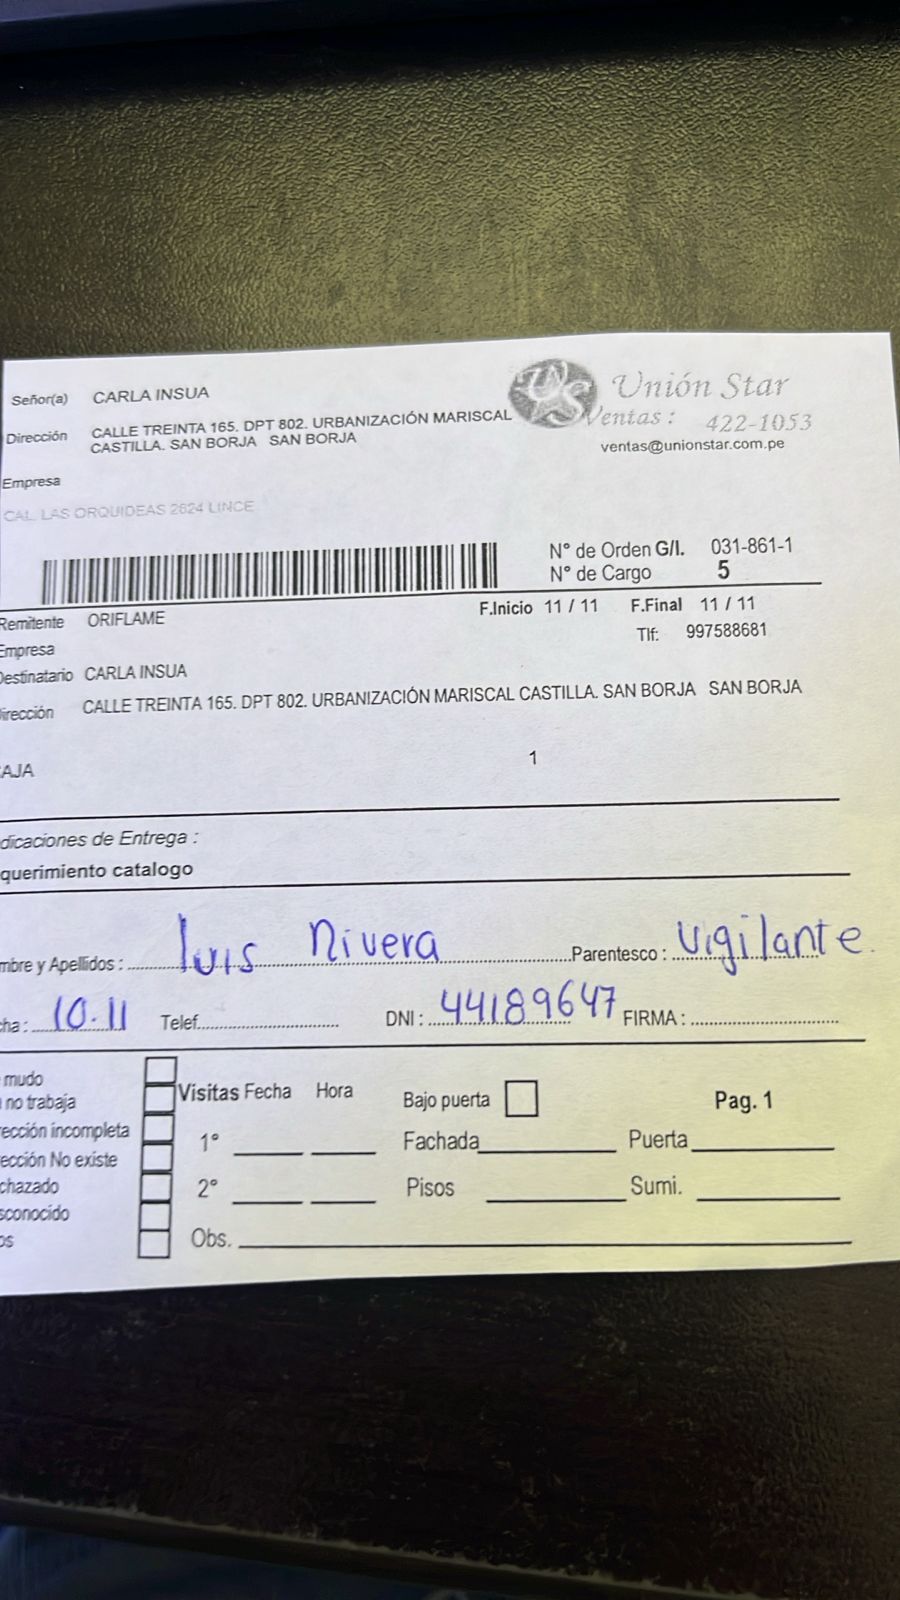 Señor(a) CARLA INSUA
Unión Star
Ventas : 422-1053
ventas@unionstar.com.pe
Dirección CALLE TREINTA 165. DPT 802. URBANIZACIÓN MARISCAL
CASTILLA. SAN BORJA SAN BORJA
Empresa
CAL. LAS ORQUIDEAS 2624 LINCE
N° de Orden G/I. 031-861-1
N° de Cargo 5
Remitente ORIFLAME
F.Inicio 11 / 11 F.Final 11 / 11
Empresa
Tlf: 997588681
Destinatario CARLA INSUA
irección CALLE TREINTA 165. DPT 802. URBANIZACIÓN MARISCAL CASTILLA. SAN BORJA SAN BORJA
AJA 1
dicaciones de Entrega :
querimiento catalogo
mbre y Apellidos : luis Rivera Parentesco : Vigilante.
ha : 10.11 Telef. DNI : 44189647 FIRMA :
mudo
no trabaja
ección incompleta
ección No existe
chazado
sconocido
os
Visitas Fecha Hora Bajo puerta Pag. 1
1° Fachada Puerta
2° Pisos Sumi.
Obs.